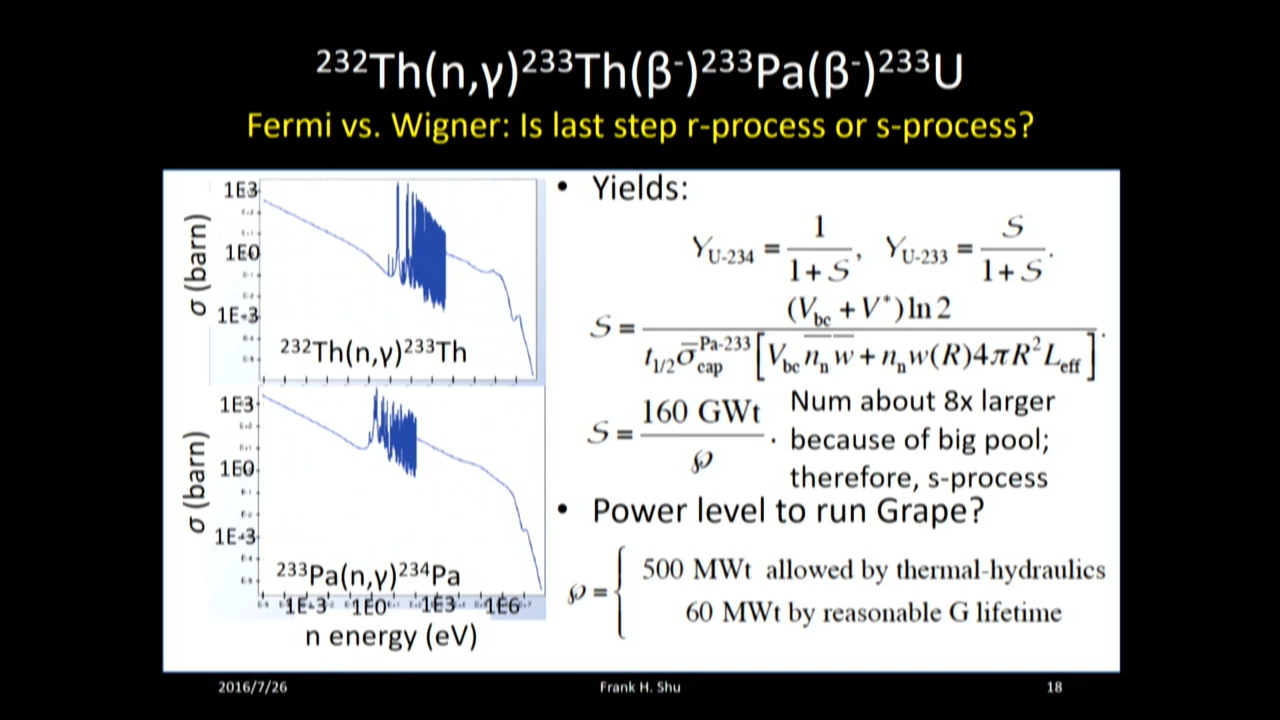 ²³²Th(n,γ)²³³Th(β⁻)²³³Pa(β⁻)²³³U
Fermi vs. Wigner: Is last step r-process or s-process?
1E3
1E0
1E-3
σ (barn)
²³²Th(n,γ)²³³Th
1E3
1E0
1E-3
σ (barn)
²³³Pa(n,γ)²³⁴Pa
1E-3 1E0 1E3 1E6
n energy (eV)
• Yields:
Y_U-234 = 1/(1+S), Y_U-233 = S/(1+S).
S = (V_bc + V*) ln 2 / t_1/2 σ̅_cap^Pa-233 [V_bc n̅_n̅ w̅ + n_n w(R)4πR² L_eff].
S = 160 GWt / ℘.
Num about 8x larger
because of big pool;
therefore, s-process
• Power level to run Grape?
℘ = { 500 MWt allowed by thermal-hydraulics
60 MWt by reasonable G lifetime
2016/7/26
Frank H. Shu
18